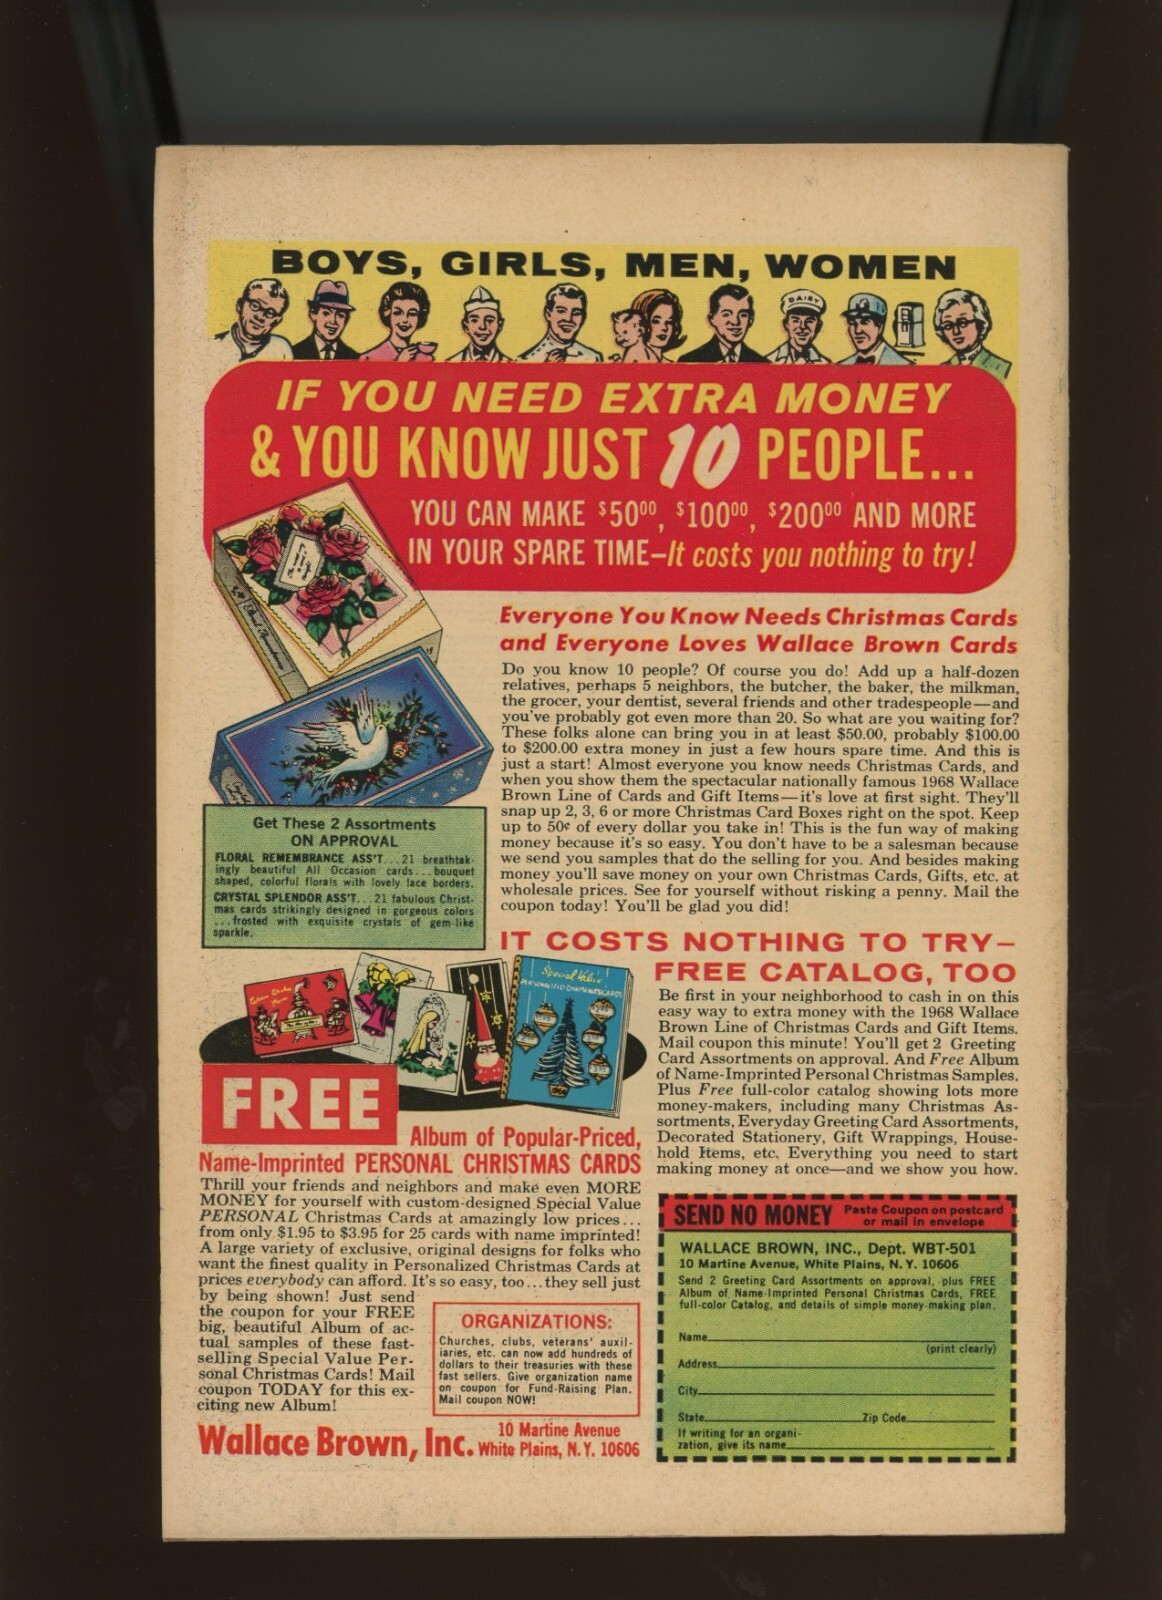 BOYS, GIRLS, MEN, WOMEN
DAIRY
IF YOU NEED EXTRA MONEY
& YOU KNOW JUST 10 PEOPLE...
YOU CAN MAKE $50⁰⁰, $100⁰⁰, $200⁰⁰ AND MORE
IN YOUR SPARE TIME—It costs you nothing to try!
Everyone You Know Needs Christmas Cards
and Everyone Loves Wallace Brown Cards
Do you know 10 people? Of course you do! Add up a half-dozen
relatives, perhaps 5 neighbors, the butcher, the baker, the milkman,
the grocer, your dentist, several friends and other tradespeople—and
you've probably got even more than 20. So what are you waiting for?
These folks alone can bring you in at least $50.00, probably $100.00
to $200.00 extra money in just a few hours spare time. And this is
just a start! Almost everyone you know needs Christmas Cards, and
when you show them the spectacular nationally famous 1968 Wallace
Brown Line of Cards and Gift Items—it's love at first sight. They'll
snap up 2, 3, 6 or more Christmas Card Boxes right on the spot. Keep
up to 50¢ of every dollar you take in! This is the fun way of making
money because it's so easy. You don't have to be a salesman because
we send you samples that do the selling for you. And besides making
money you'll save money on your own Christmas Cards, Gifts, etc. at
wholesale prices. See for yourself without risking a penny. Mail the
coupon today! You'll be glad you did!
Get These 2 Assortments
ON APPROVAL
FLORAL REMEMBRANCE ASS'T...21 breathtak-
ingly beautiful All Occasion cards...bouquet
shaped, colorful florals with lovely lace borders.
CRYSTAL SPLENDOR ASS'T...21 fabulous Christ-
mas cards strikingly designed in gorgeous colors
...frosted with exquisite crystals of gem-like
sparkle.
IT COSTS NOTHING TO TRY—
FREE CATALOG, TOO
Be first in your neighborhood to cash in on this
easy way to extra money with the 1968 Wallace
Brown Line of Christmas Cards and Gift Items.
Mail coupon this minute! You'll get 2 Greeting
Card Assortments on approval. And Free Album
of Name-Imprinted Personal Christmas Samples.
Plus Free full-color catalog showing lots more
money-makers, including many Christmas As-
sortments, Everyday Greeting Card Assortments,
Decorated Stationery, Gift Wrappings, House-
hold Items, etc. Everything you need to start
making money at once—and we show you how.
Special Value
PERSONALIZED CHRISTMAS CARDS
FREE
Album of Popular-Priced,
Name-Imprinted PERSONAL CHRISTMAS CARDS
Thrill your friends and neighbors and make even MORE
MONEY for yourself with custom-designed Special Value
PERSONAL Christmas Cards at amazingly low prices...
from only $1.95 to $3.95 for 25 cards with name imprinted!
A large variety of exclusive, original designs for folks who
want the finest quality in Personalized Christmas Cards at
prices everybody can afford. It's so easy, too...they sell just
by being shown! Just send
the coupon for your FREE
big, beautiful Album of ac-
tual samples of these fast-
selling Special Value Per-
sonal Christmas Cards! Mail
coupon TODAY for this ex-
citing new Album!
ORGANIZATIONS:
Churches, clubs, veterans' auxil-
iaries, etc. can now add hundreds of
dollars to their treasuries with these
fast sellers. Give organization name
on coupon for Fund-Raising Plan.
Mail coupon NOW!
Wallace Brown, Inc. 10 Martine Avenue
White Plains, N.Y. 10606
SEND NO MONEY Paste Coupon on postcard
or mail in envelope
WALLACE BROWN, INC., Dept. WBT-501
10 Martine Avenue, White Plains, N.Y. 10606
Send 2 Greeting Card Assortments on approval, plus FREE
Album of Name-Imprinted Personal Christmas Cards, FREE
full-color Catalog, and details of simple money-making plan.
Name
(print clearly)
Address
City
State Zip Code
If writing for an organi-
zation, give its name